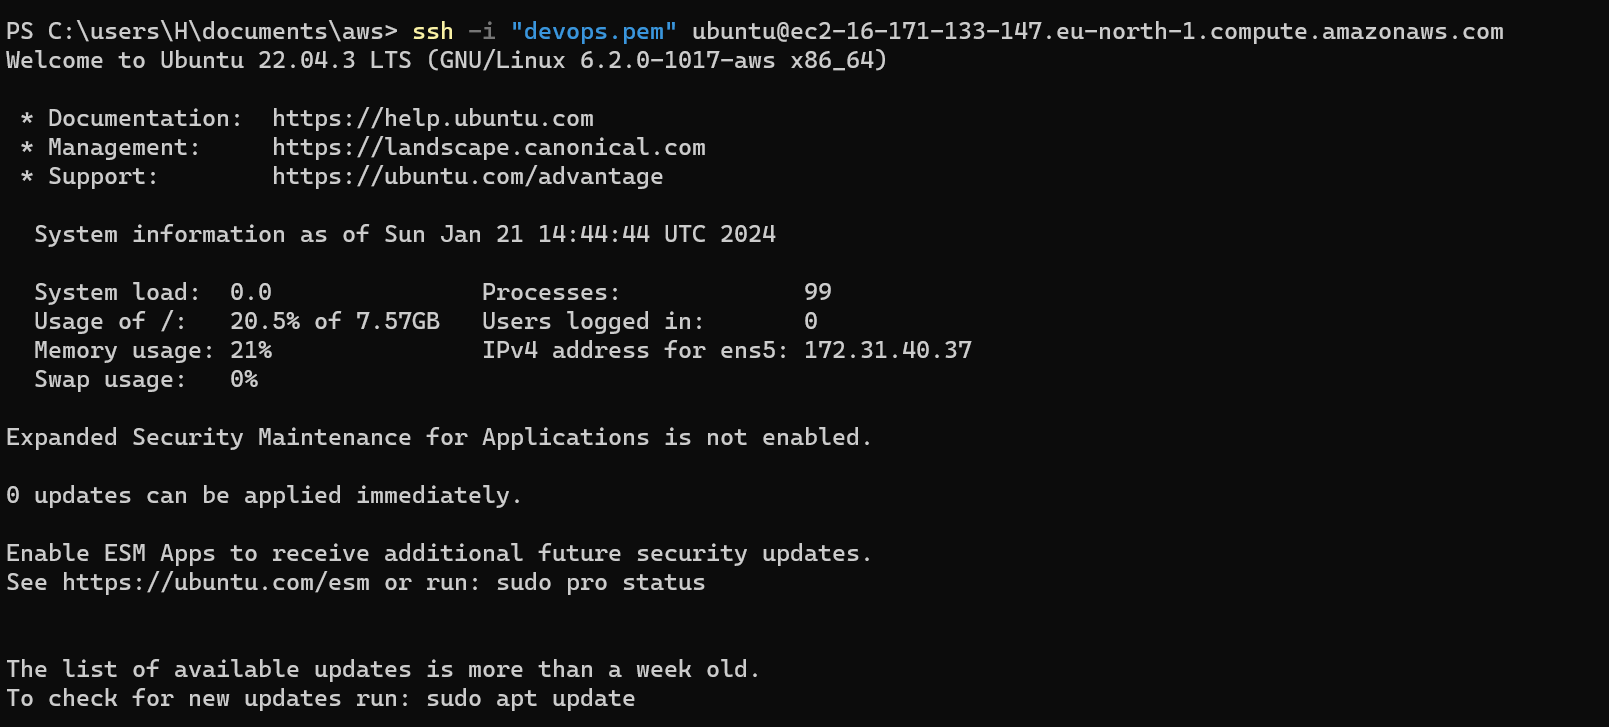 PS C:\users\H\documents\aws> ssh -i "devops.pem" ubuntu@ec2-16-171-133-147.eu-north-1.compute.amazonaws.com
Welcome to Ubuntu 22.04.3 LTS (GNU/Linux 6.2.0-1017-aws x86_64)

 * Documentation:  https://help.ubuntu.com
 * Management:     https://landscape.canonical.com
 * Support:        https://ubuntu.com/advantage

  System information as of Sun Jan 21 14:44:44 UTC 2024

  System load:  0.0               Processes:             99
  Usage of /:   20.5% of 7.57GB   Users logged in:       0
  Memory usage: 21%               IPv4 address for ens5: 172.31.40.37
  Swap usage:   0%

Expanded Security Maintenance for Applications is not enabled.

0 updates can be applied immediately.

Enable ESM Apps to receive additional future security updates.
See https://ubuntu.com/esm or run: sudo pro status


The list of available updates is more than a week old.
To check for new updates run: sudo apt update